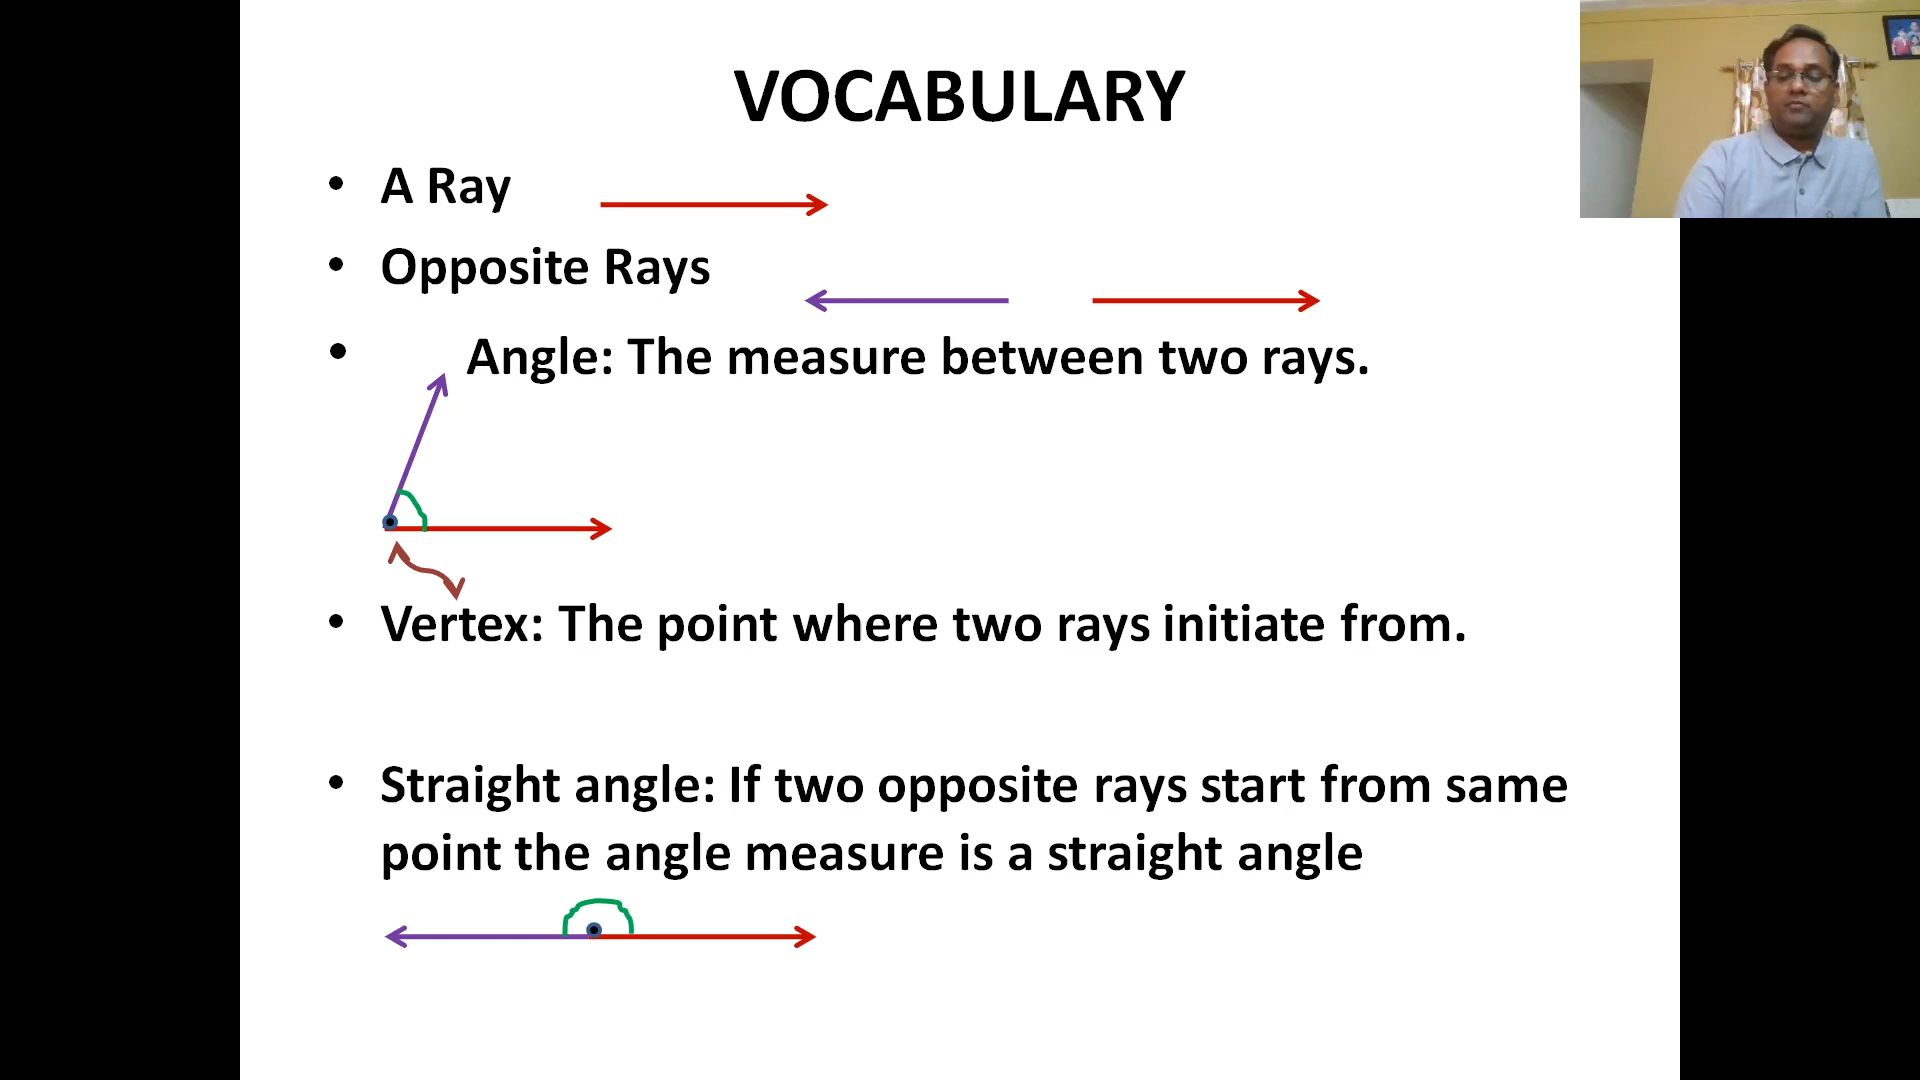 VOCABULARY
• A Ray
• Opposite Rays
• Angle: The measure between two rays.
• Vertex: The point where two rays initiate from.
• Straight angle: If two opposite rays start from same
point the angle measure is a straight angle